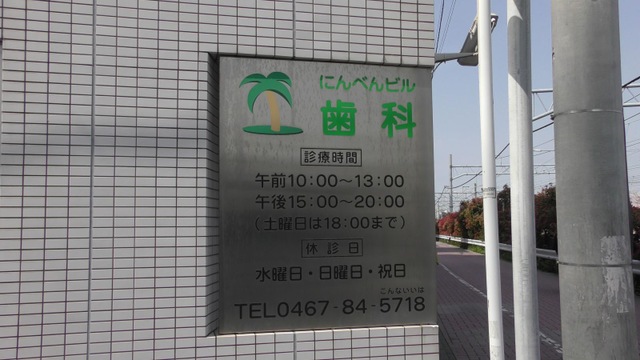 にんべんビル
歯科
診療時間
午前10:00～13:00
午後15:00～20:00
(土曜日は18:00まで)
休診日
水曜日・日曜日・祝日
こんないいは
TEL0467-84-5718